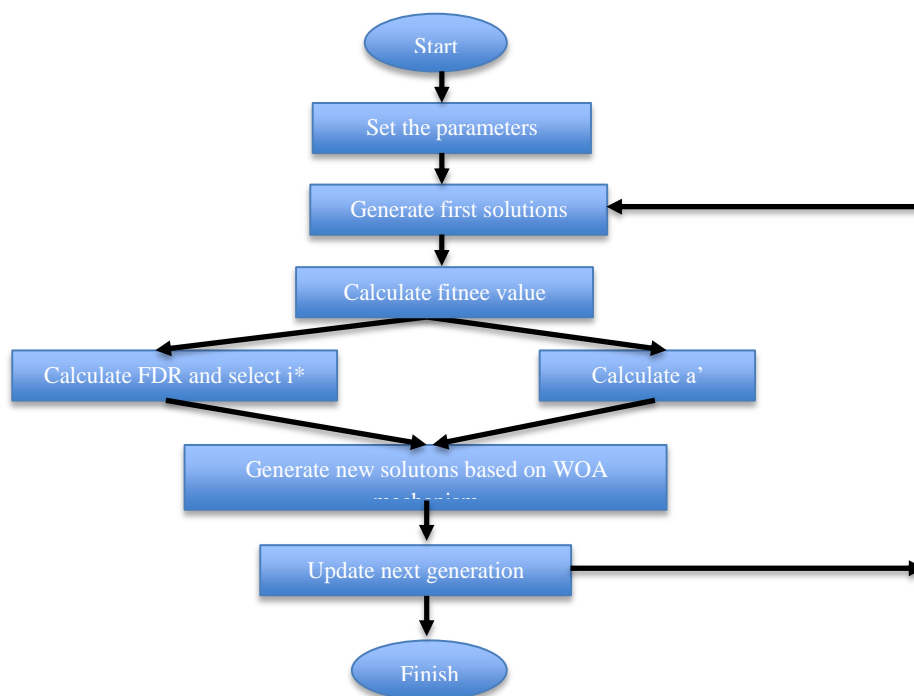 Start
Set the parameters
Generate first solutions
Calculate fitnee value
Calculate FDR and select i*
Calculate a’
Generate new solutons based on WOA
mechanism
Update next generation
Finish